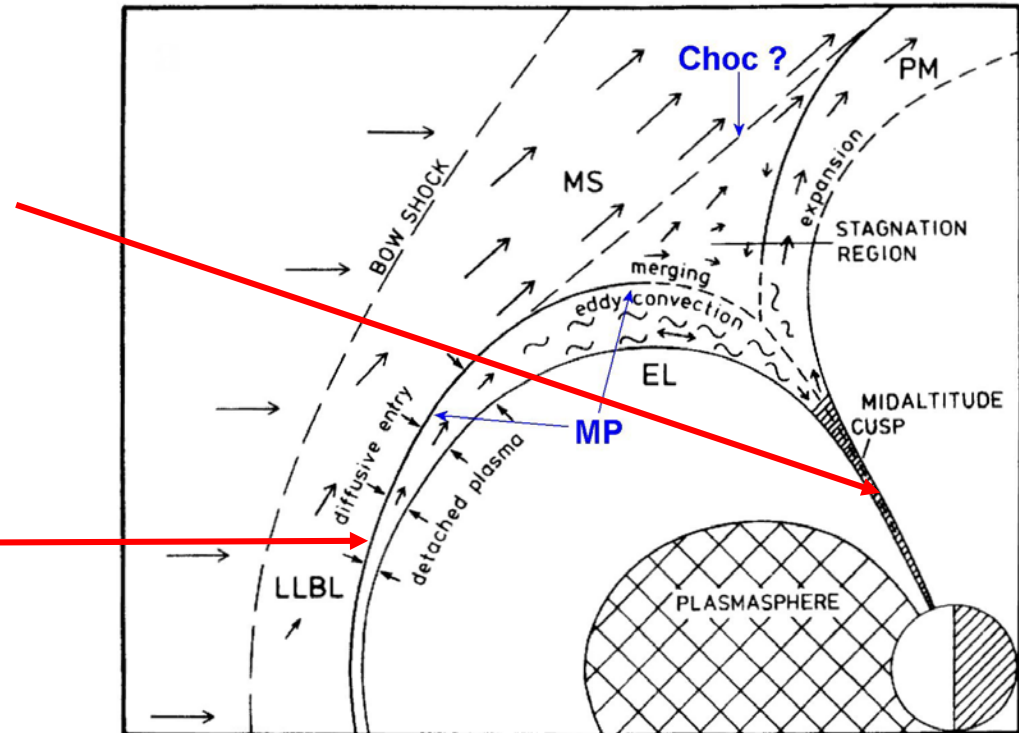 Choc ?
PM
BOW SHOCK
MS
expansion
STAGNATION
REGION
merging
eddy convection
EL
MIDALTITUDE
CUSP
MP
diffusive entry
detached plasma
LLBL
PLASMASPHERE